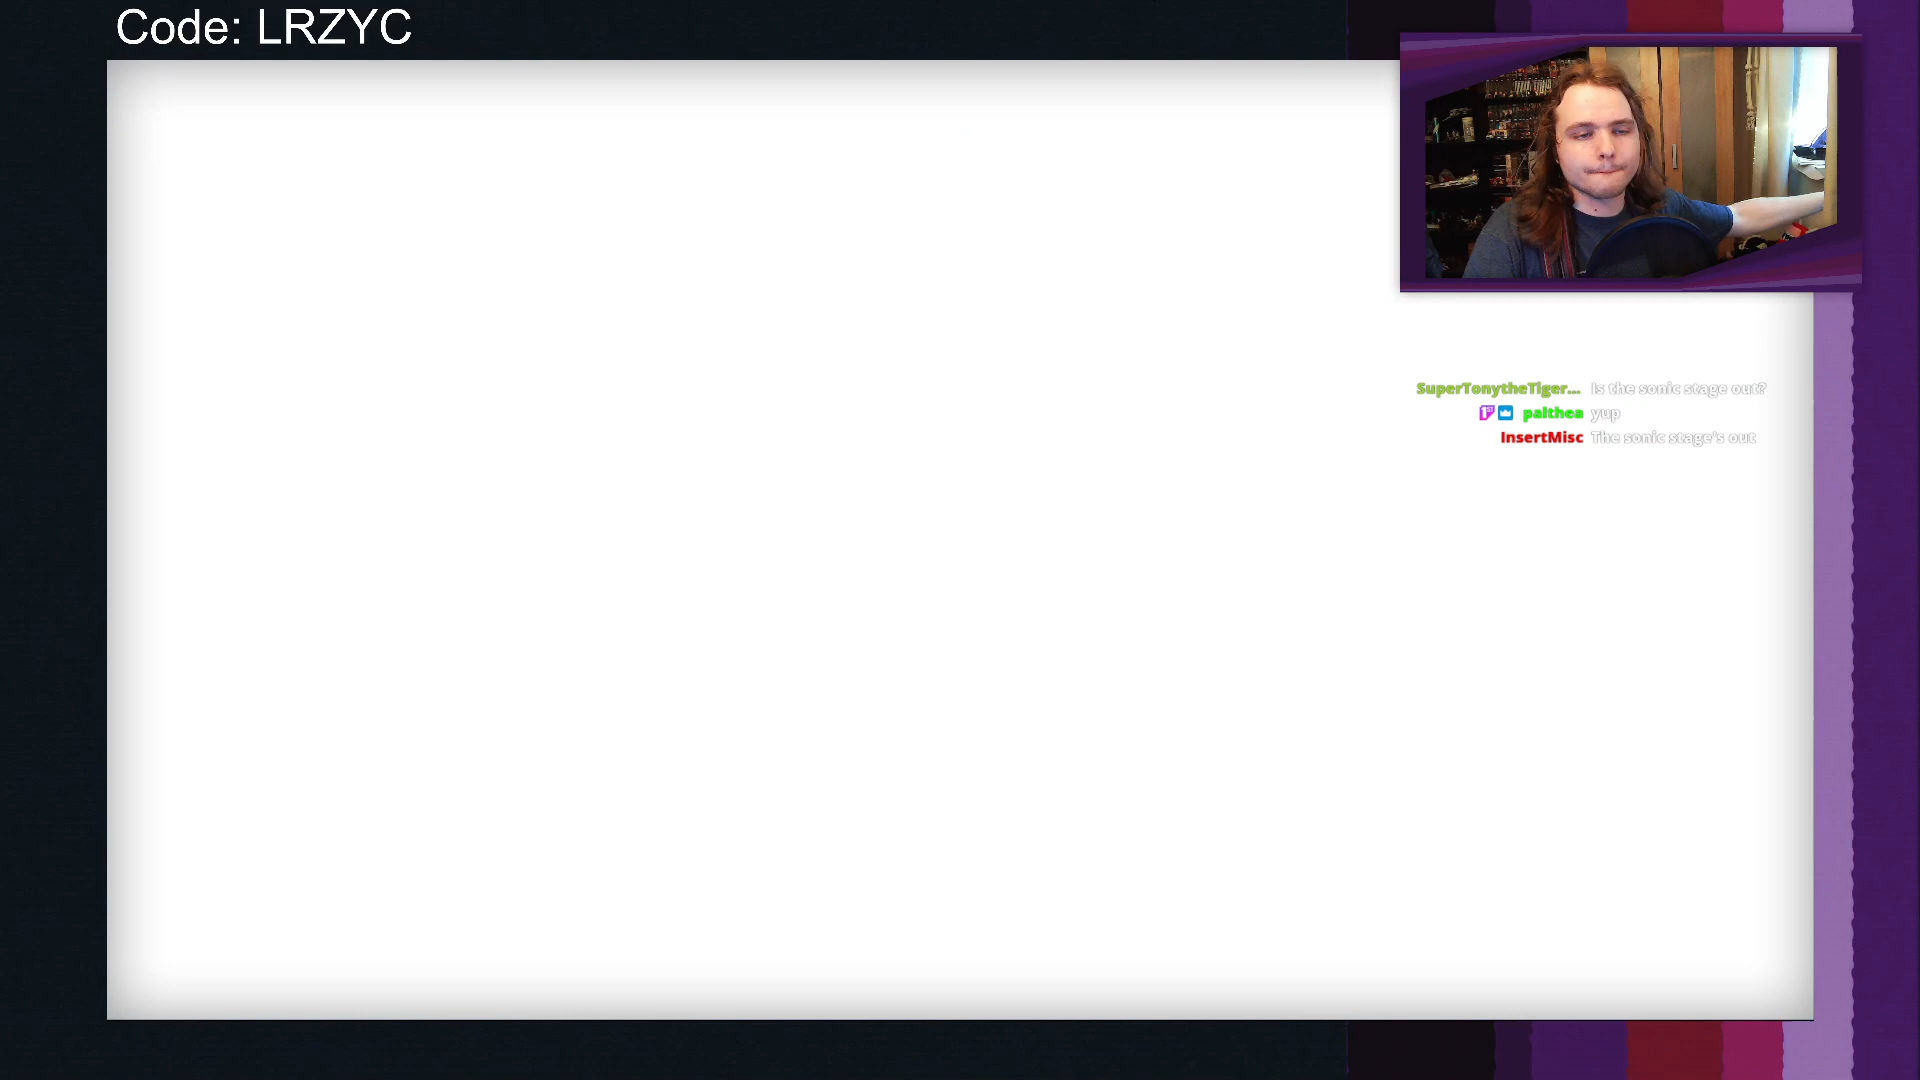 Code: LRZYC
SuperTonytheTiger... Is the sonic stage out?
palthea yup
InsertMisc The sonic stage's out